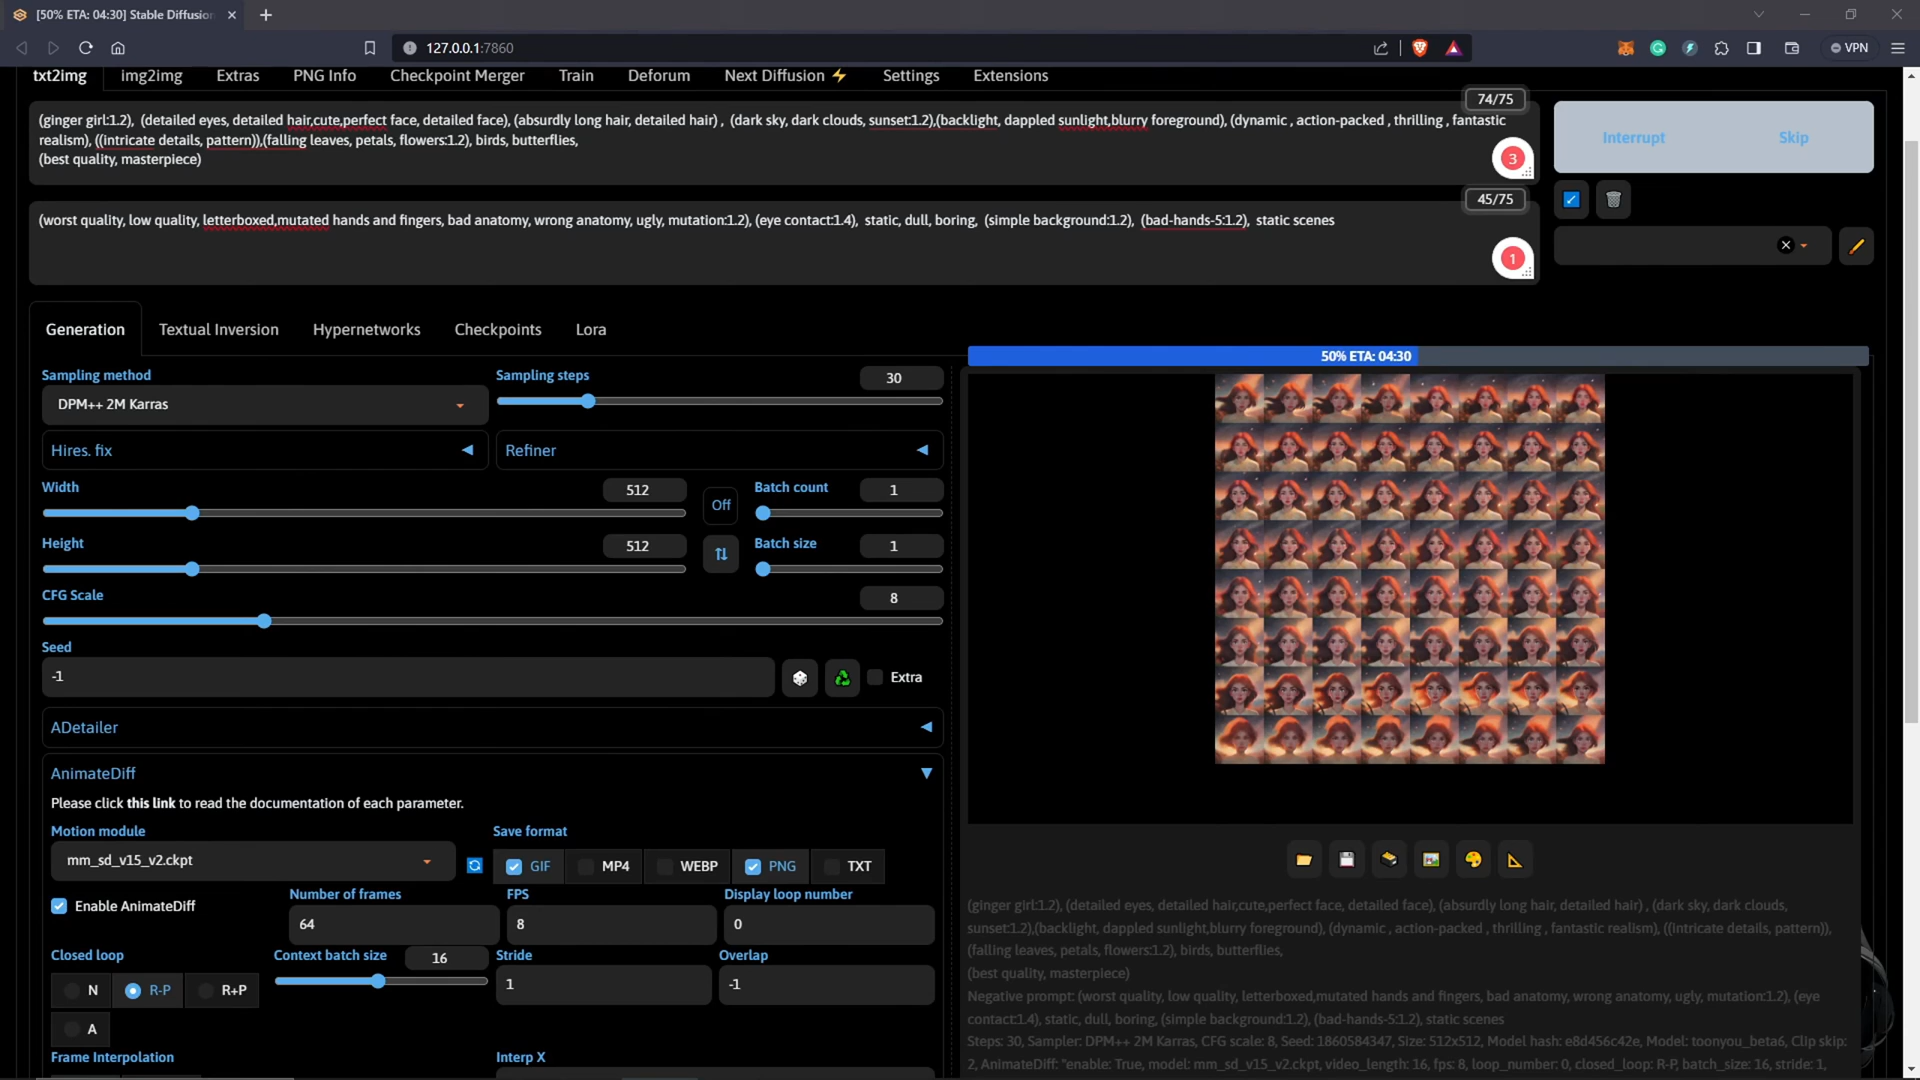 [50% ETA: 04:30] Stable Diffusion
127.0.0.1:7860
VPN
txt2img img2img Extras PNG Info Checkpoint Merger Train Deforum Next Diffusion ⚡ Settings Extensions
74/75
(ginger girl:1.2), (detailed eyes, detailed hair,cute,perfect face, detailed face), (absurdly long hair, detailed hair) , (dark sky, dark clouds, sunset:1.2),(backlight, dappled sunlight,blurry foreground), (dynamic , action-packed , thrilling , fantastic
realism), ((intricate details, pattern)),(falling leaves, petals, flowers:1.2), birds, butterflies,
(best quality, masterpiece)
3
Interrupt Skip
45/75
(worst quality, low quality, letterboxed,mutated hands and fingers, bad anatomy, wrong anatomy, ugly, mutation:1.2), (eye contact:1.4), static, dull, boring, (simple background:1.2), (bad-hands-5:1.2), static scenes
1
Generation Textual Inversion Hypernetworks Checkpoints Lora
50% ETA: 04:30
Sampling method Sampling steps 30
DPM++ 2M Karras
Hires. fix Refiner
Width 512 Off Batch count 1
Height 512 Batch size 1
CFG Scale 8
Seed
-1 Extra
ADetailer
AnimateDiff
Please click this link to read the documentation of each parameter.
Motion module Save format
mm_sd_v15_v2.ckpt GIF MP4 WEBP PNG TXT
Enable AnimateDiff Number of frames FPS Display loop number
64 8 0
Closed loop Context batch size 16 Stride Overlap
N R-P R+P 1 -1
A
Frame Interpolation Interp X
(ginger girl:1.2), (detailed eyes, detailed hair,cute,perfect face, detailed face), (absurdly long hair, detailed hair) , (dark sky, dark clouds,
sunset:1.2),(backlight, dappled sunlight,blurry foreground), (dynamic , action-packed , thrilling , fantastic realism), ((intricate details, pattern)),
(falling leaves, petals, flowers:1.2), birds, butterflies,
(best quality, masterpiece)
Negative prompt: (worst quality, low quality, letterboxed,mutated hands and fingers, bad anatomy, wrong anatomy, ugly, mutation:1.2), (eye
contact:1.4), static, dull, boring, (simple background:1.2), (bad-hands-5:1.2), static scenes
Steps: 30, Sampler: DPM++ 2M Karras, CFG scale: 8, Seed: 1860584347, Size: 512x512, Model hash: e8d456c42e, Model: toonyou_beta6, Clip skip:
2, AnimateDiff: "enable: True, model: mm_sd_v15_v2.ckpt, video_length: 16, fps: 8, loop_number: 0, closed_loop: R-P, batch_size: 16, stride: 1,